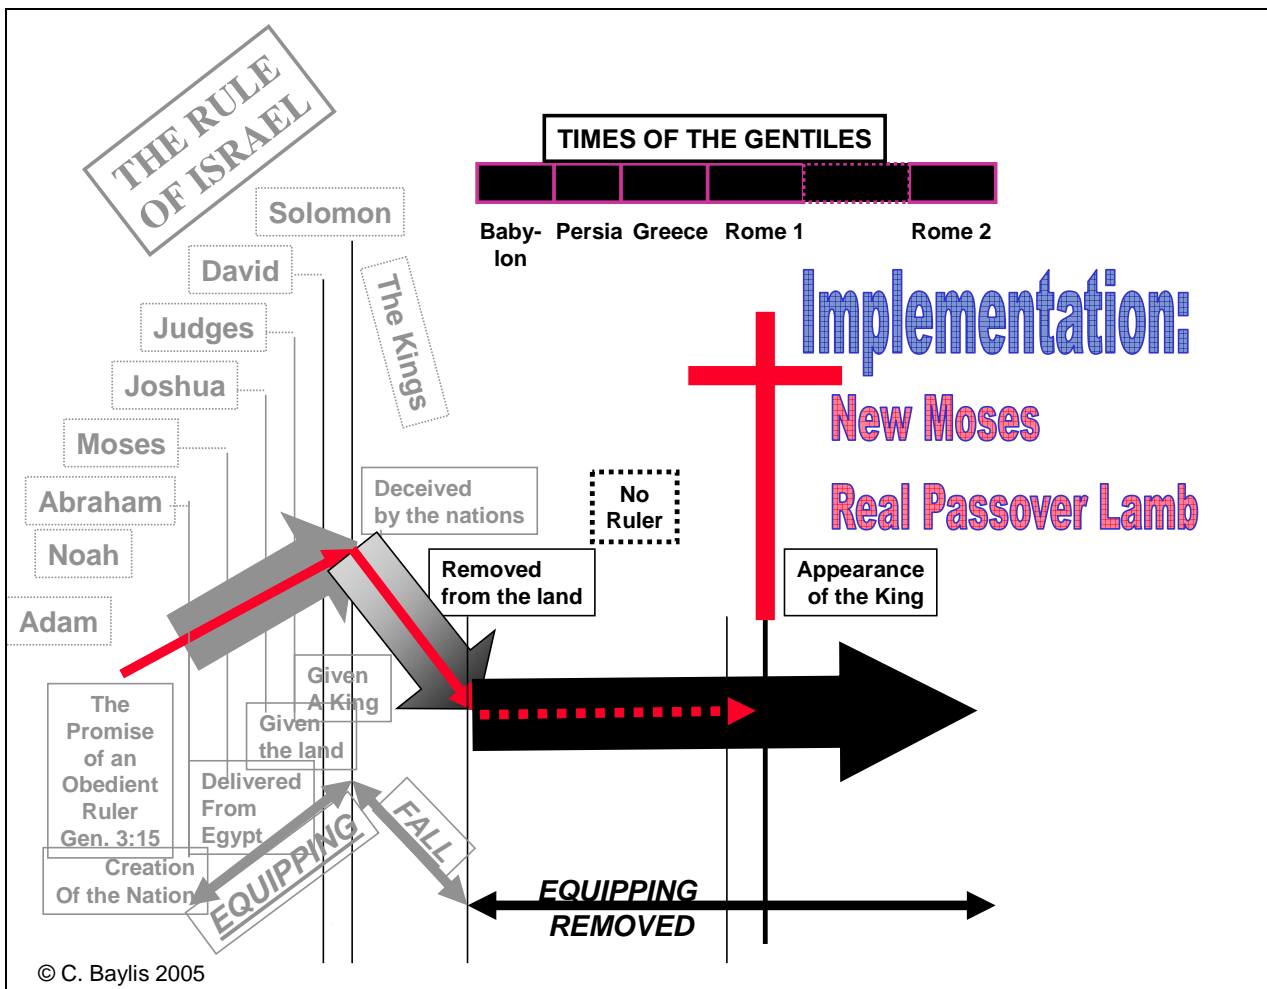 THE RULE
OF ISRAEL
TIMES OF THE GENTILES
Baby-
lon
Persia
Greece
Rome 1
Rome 2
Solomon
David
Judges
Joshua
Moses
Abraham
Noah
Adam
The Kings
Implementation:
New Moses
Real Passover Lamb
Deceived
by the nations
No
Ruler
Removed
from the land
Appearance
of the King
Given
A King
Given
the land
The
Promise
of an
Obedient
Ruler
Gen. 3:15
Delivered
From
Egypt
Creation
Of the Nation
EQUIPPING
FALL
EQUIPPING
REMOVED
© C. Baylis 2005